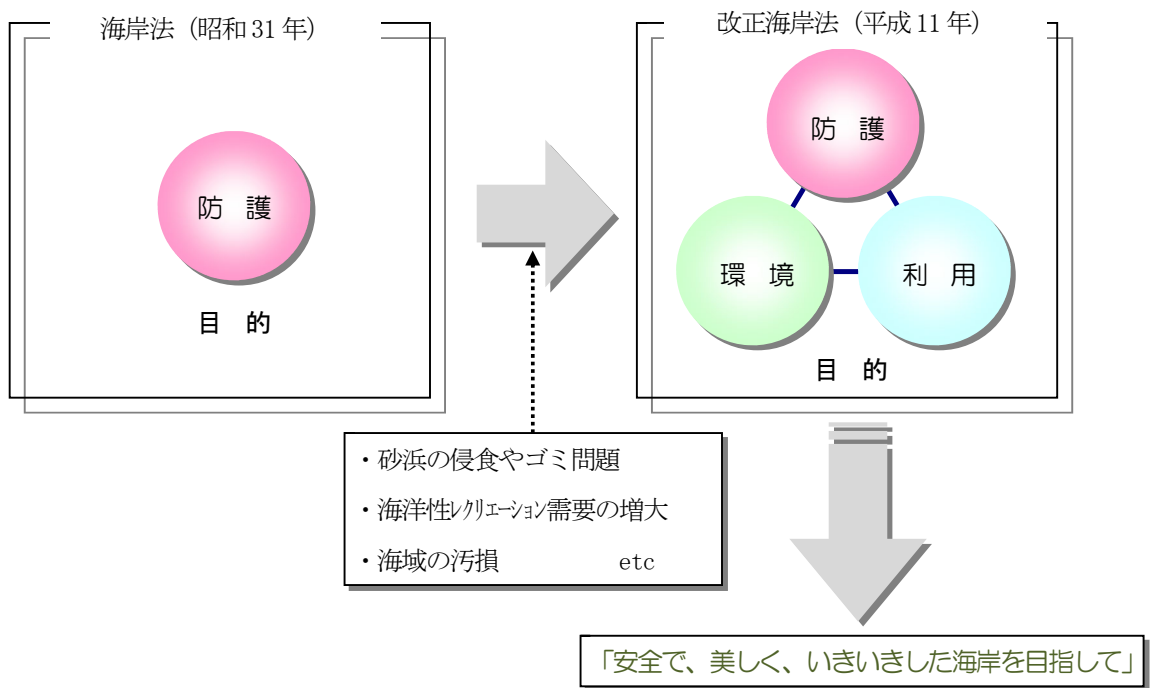 海岸法（昭和31年）
防　護
目　的
改正海岸法（平成11年）
防　護
環　境
利　用
目　的
・砂浜の侵食やゴミ問題
・海洋性ﾚｸﾘｴｰｼｮﾝ需要の増大
・海域の汚損　　　　　etc
「安全で、美しく、いきいきした海岸を目指して」